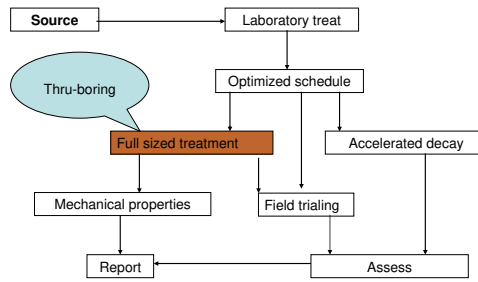 Source
Laboratory treat
Optimized schedule
Thru-boring
Full sized treatment
Accelerated decay
Mechanical properties
Field trialing
Report
Assess